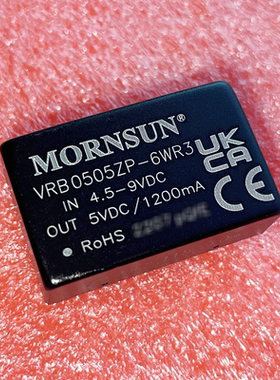 MORNSUN®
VRB0505ZP-6WR3
IN 4.5-9VDC
OUT 5VDC/1200mA
RoHS
UK
CA
CE